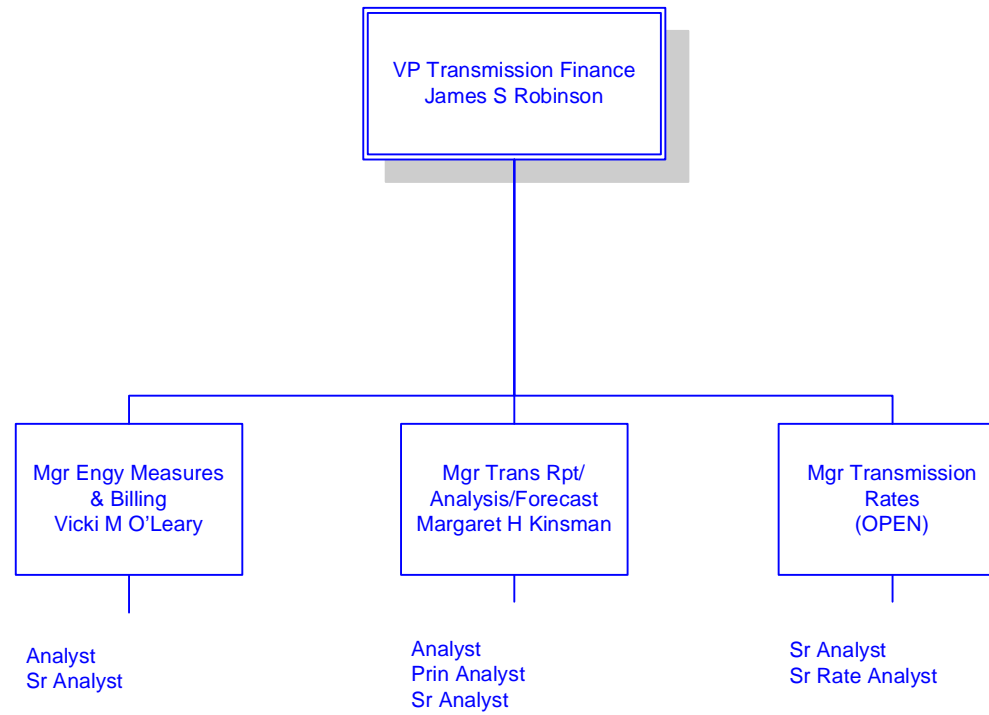 VP Transmission Finance
James S Robinson
Mgr Engy Measures
& Billing
Vicki M O'Leary
Mgr Trans Rpt/
Analysis/Forecast
Margaret H Kinsman
Mgr Transmission
Rates
(OPEN)
Analyst
Sr Analyst
Analyst
Prin Analyst
Sr Analyst
Sr Analyst
Sr Rate Analyst